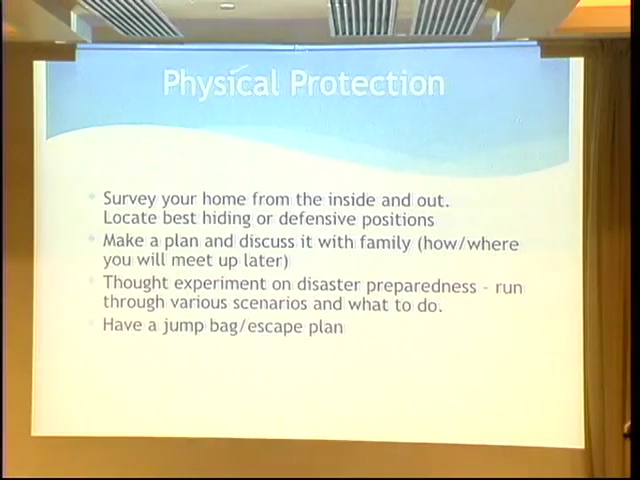 Physical Protection
Survey your home from the inside and out.
Locate best hiding or defensive positions
Make a plan and discuss it with family (how/where
you will meet up later)
Thought experiment on disaster preparedness - run
through various scenarios and what to do.
Have a jump bag/escape plan